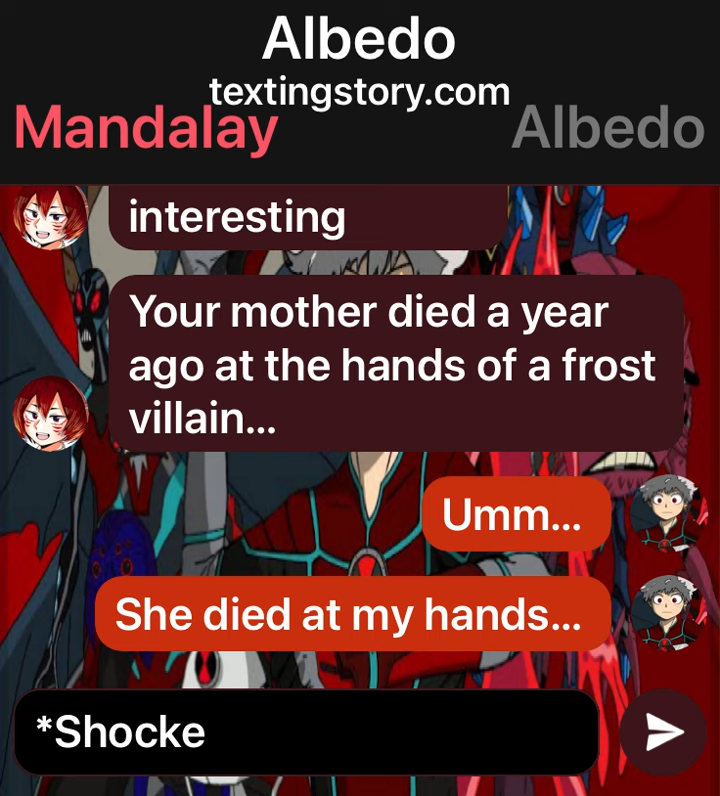 Albedo
textingstory.com
Mandalay
Albedo
interesting
Your mother died a year
ago at the hands of a frost
villain...
Umm...
She died at my hands...
*Shocke